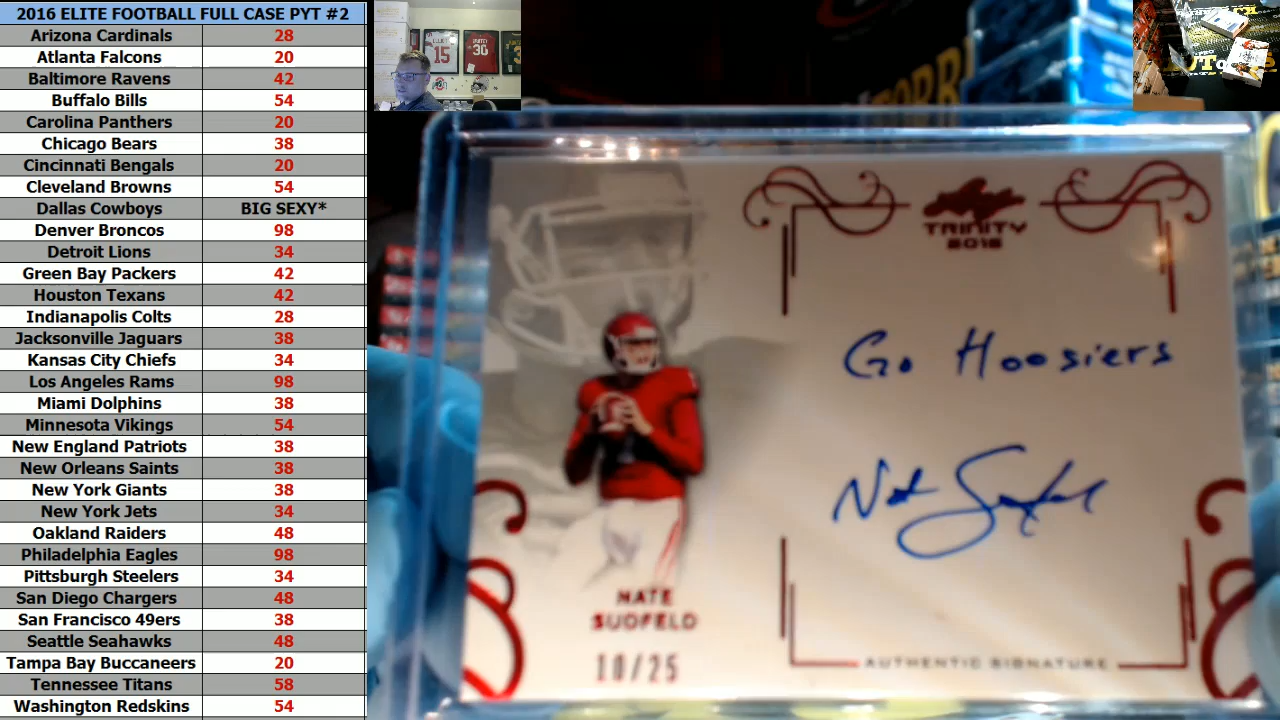 2016 ELITE FOOTBALL FULL CASE PYT #2
Arizona Cardinals 28
Atlanta Falcons 20
Baltimore Ravens 42
Buffalo Bills 54
Carolina Panthers 20
Chicago Bears 38
Cincinnati Bengals 20
Cleveland Browns 54
Dallas Cowboys BIG SEXY*
Denver Broncos 98
Detroit Lions 34
Green Bay Packers 42
Houston Texans 42
Indianapolis Colts 28
Jacksonville Jaguars 38
Kansas City Chiefs 34
Los Angeles Rams 98
Miami Dolphins 38
Minnesota Vikings 54
New England Patriots 38
New Orleans Saints 38
New York Giants 38
New York Jets 34
Oakland Raiders 48
Philadelphia Eagles 98
Pittsburgh Steelers 34
San Diego Chargers 48
San Francisco 49ers 38
Seattle Seahawks 48
Tampa Bay Buccaneers 20
Tennessee Titans 58
Washington Redskins 54
15
30
TRINITY
2016
Go Hoosiers
Nate Sudfeld
NATE
SUDFELD
10/25
AUTHENTIC SIGNATURE